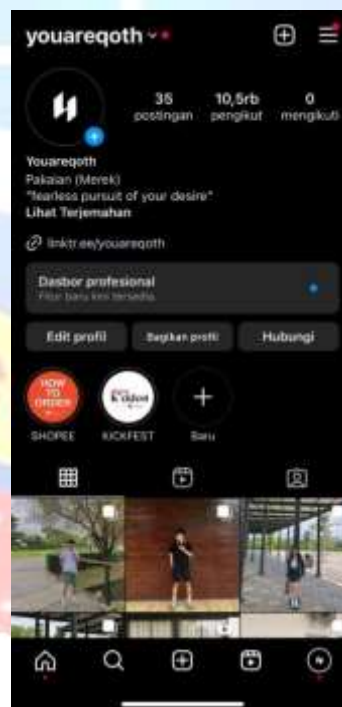 youareqoth
35 10,5rb 0
postingan pengikut mengikuti
Youareqoth
Pakaian (Merek)
"fearless pursuit of your desire"
Lihat Terjemahan
linktr.ee/youareqoth
Dasbor profesional
Fitur baru kini tersedia.
Edit profil Bagikan profil Hubungi
HOW
TO
ORDER
SHOPEE KICKFEST Baru